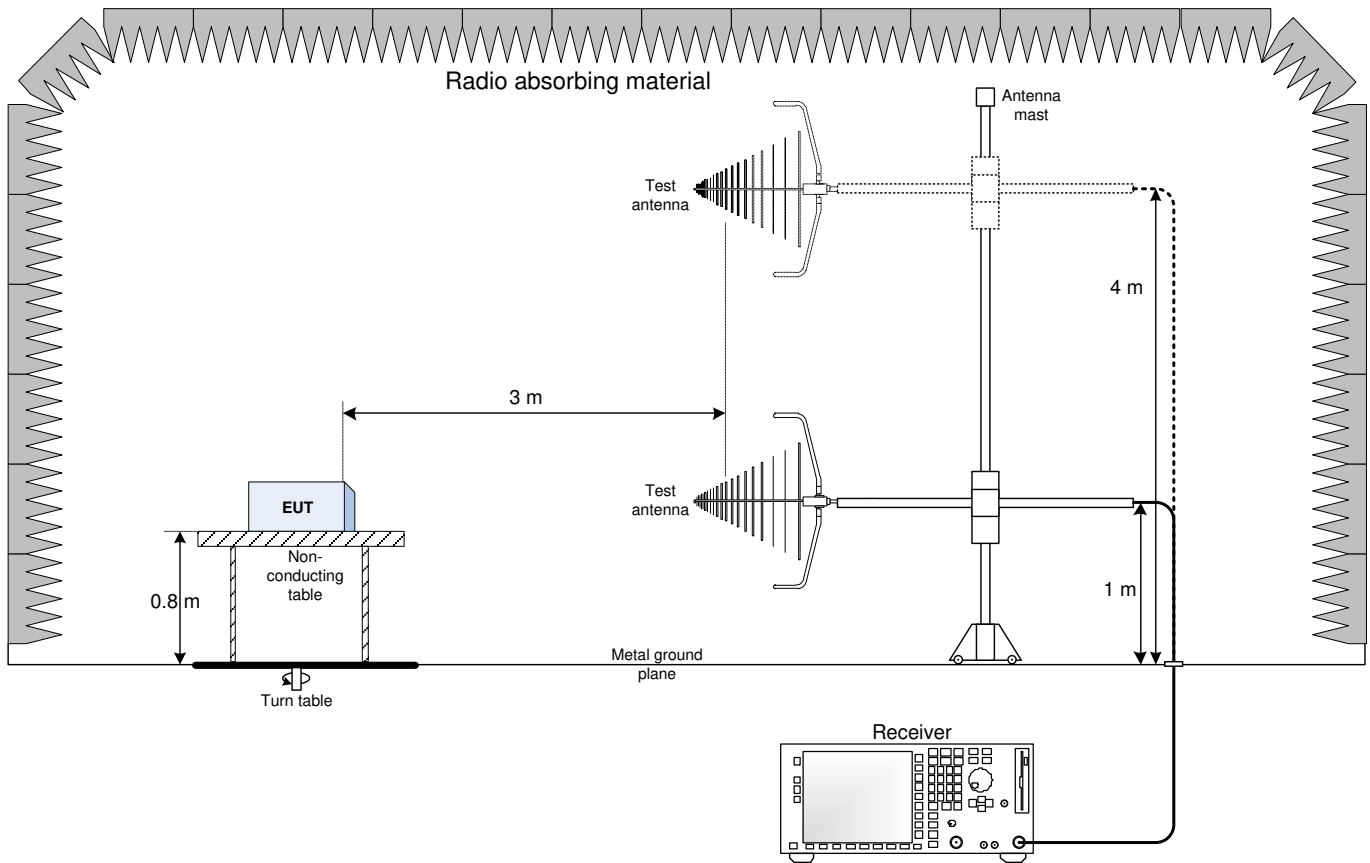 Radio absorbing material
Antenna
mast
Test
antenna
4 m
3 m
Test
antenna
EUT
Non-
conducting
table
0.8 m
1 m
Metal ground
plane
Turn table
Receiver